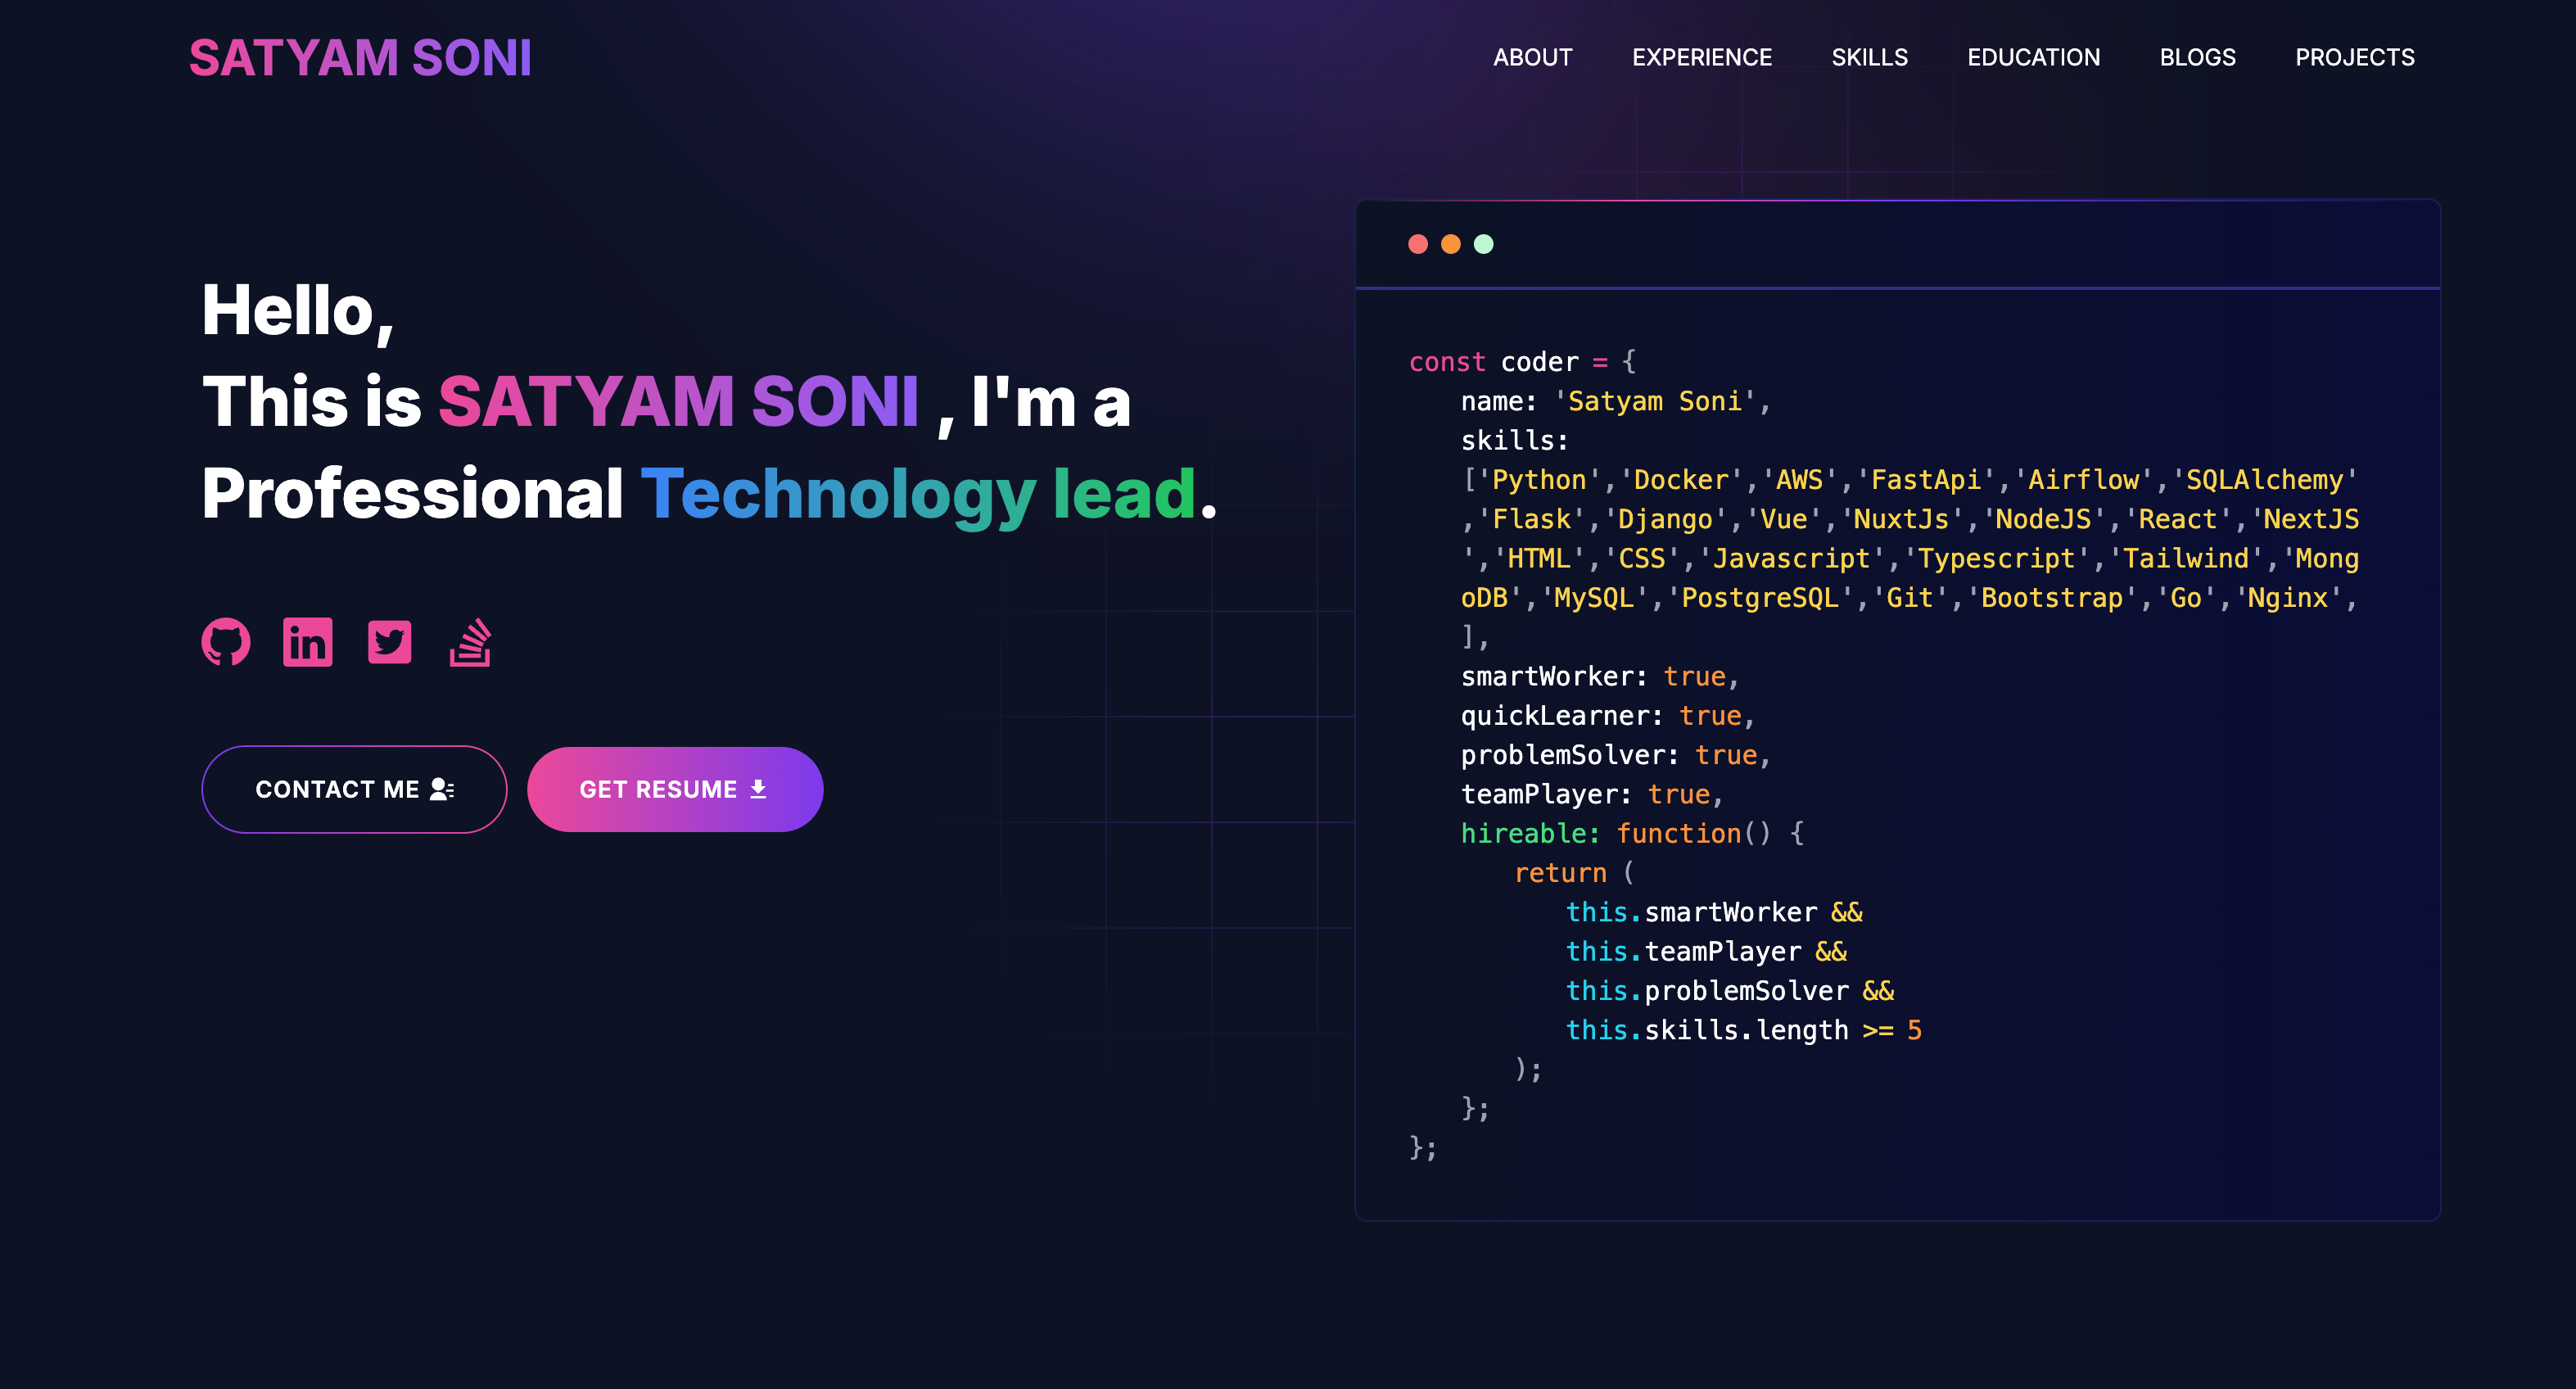 SATYAM SONI
ABOUT EXPERIENCE SKILLS EDUCATION BLOGS PROJECTS
Hello,
This is SATYAM SONI , I'm a
Professional Technology lead.
CONTACT ME
GET RESUME
const coder = {
name: 'Satyam Soni',
skills:
['Python','Docker','AWS','FastApi','Airflow','SQLAlchemy'
,'Flask','Django','Vue','NuxtJs','NodeJS','React','NextJS
','HTML','CSS','Javascript','Typescript','Tailwind','Mong
oDB','MySQL','PostgreSQL','Git','Bootstrap','Go','Nginx',
],
smartWorker: true,
quickLearner: true,
problemSolver: true,
teamPlayer: true,
hireable: function() {
return (
this.smartWorker &&
this.teamPlayer &&
this.problemSolver &&
this.skills.length >= 5
);
};
};